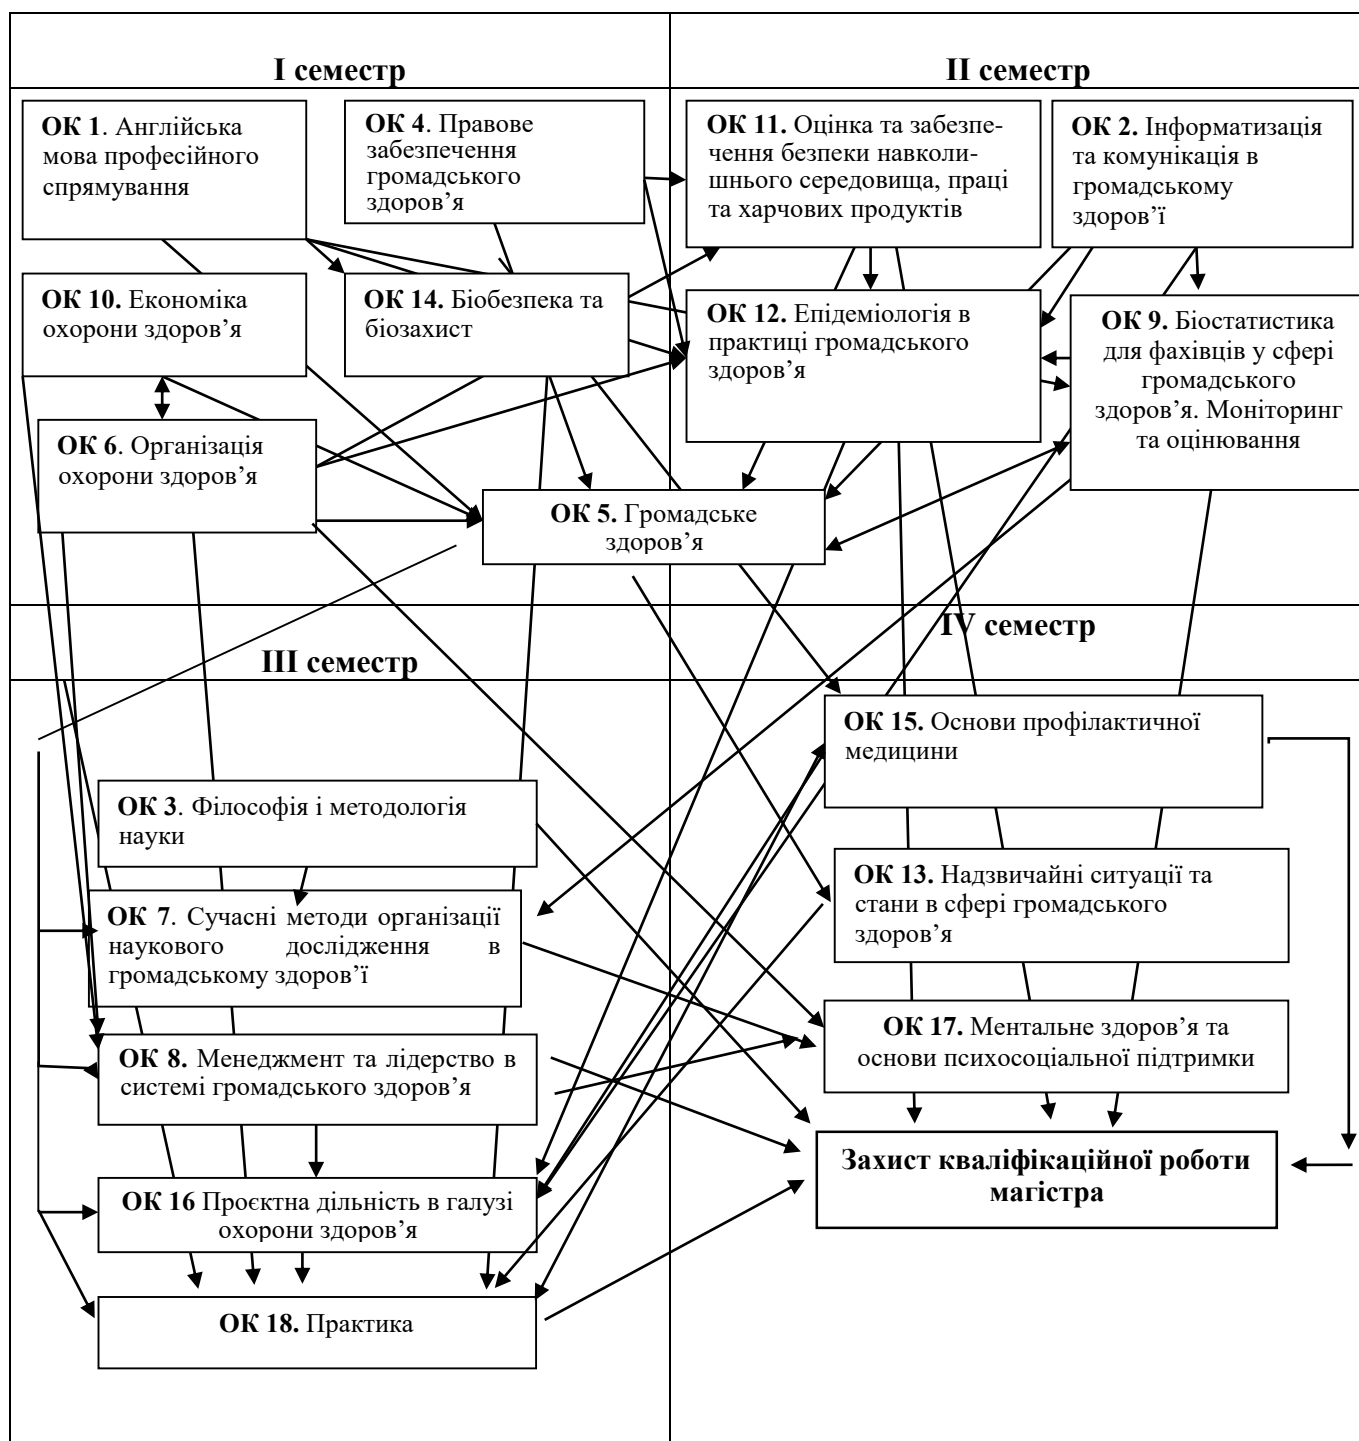 І семестр
ІІ семестр
ОК 1. Англійська
мова професійного
спрямування
ОК 4. Правове
забезпечення
громадського
здоров’я
ОК 11. Оцінка та забезпе-
чення безпеки навколи-
шнього середовища, праці
та харчових продуктів
ОК 2. Інформатизація
та комунікація в
громадському
здоров’ї
ОК 10. Економіка
охорони здоров’я
ОК 14. Біобезпека та
біозахист
ОК 12. Епідеміологія в
практиці громадського
здоров’я
ОК 9. Біостатистика
для фахівців у сфері
громадського
здоров’я. Моніторинг
та оцінювання
ОК 6. Організація
охорони здоров’я
ОК 5. Громадське
здоров’я
ІІІ семестр
IV семестр
ОК 15. Основи профілактичної
медицини
ОК 3. Філософія і методологія
науки
ОК 13. Надзвичайні ситуації та
стани в сфері громадського
здоров’я
ОК 7. Сучасні методи організації
наукового дослідження в
громадському здоров’ї
ОК 17. Ментальне здоров’я та
основи психосоціальної підтримки
ОК 8. Менеджмент та лідерство в
системі громадського здоров’я
Захист кваліфікаційної роботи
магістра
ОК 16 Проєктна дільність в галузі
охорони здоров’я
ОК 18. Практика